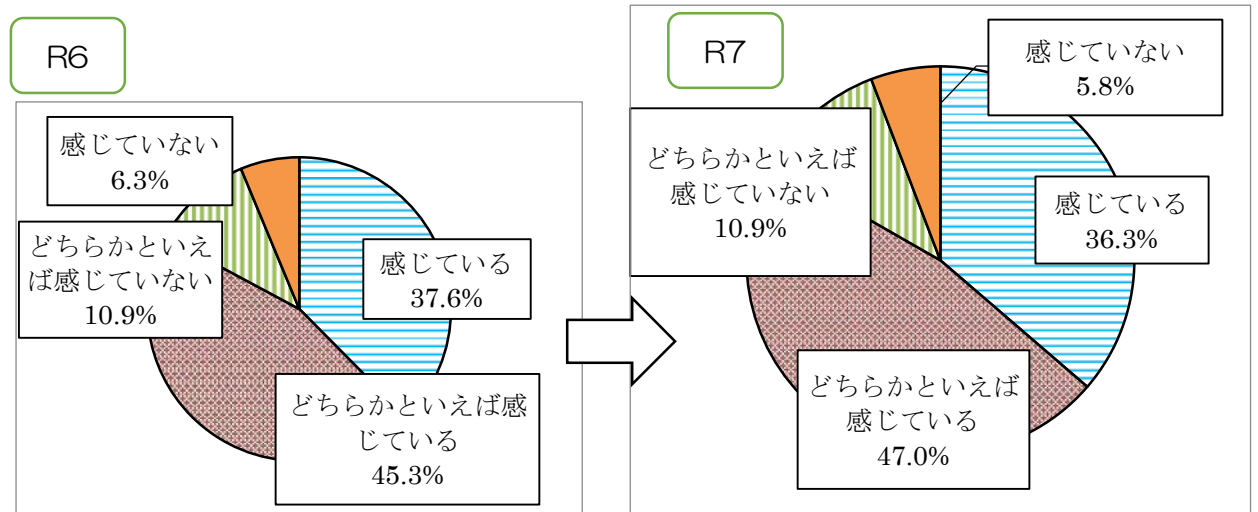 R6
感じていない
6.3%
どちらかといえ
ば感じていない
10.9%
感じている
37.6%
どちらかといえば感
じている
45.3%
R7
感じていない
5.8%
どちらかといえば
感じていない
10.9%
感じている
36.3%
どちらかといえば
感じている
47.0%